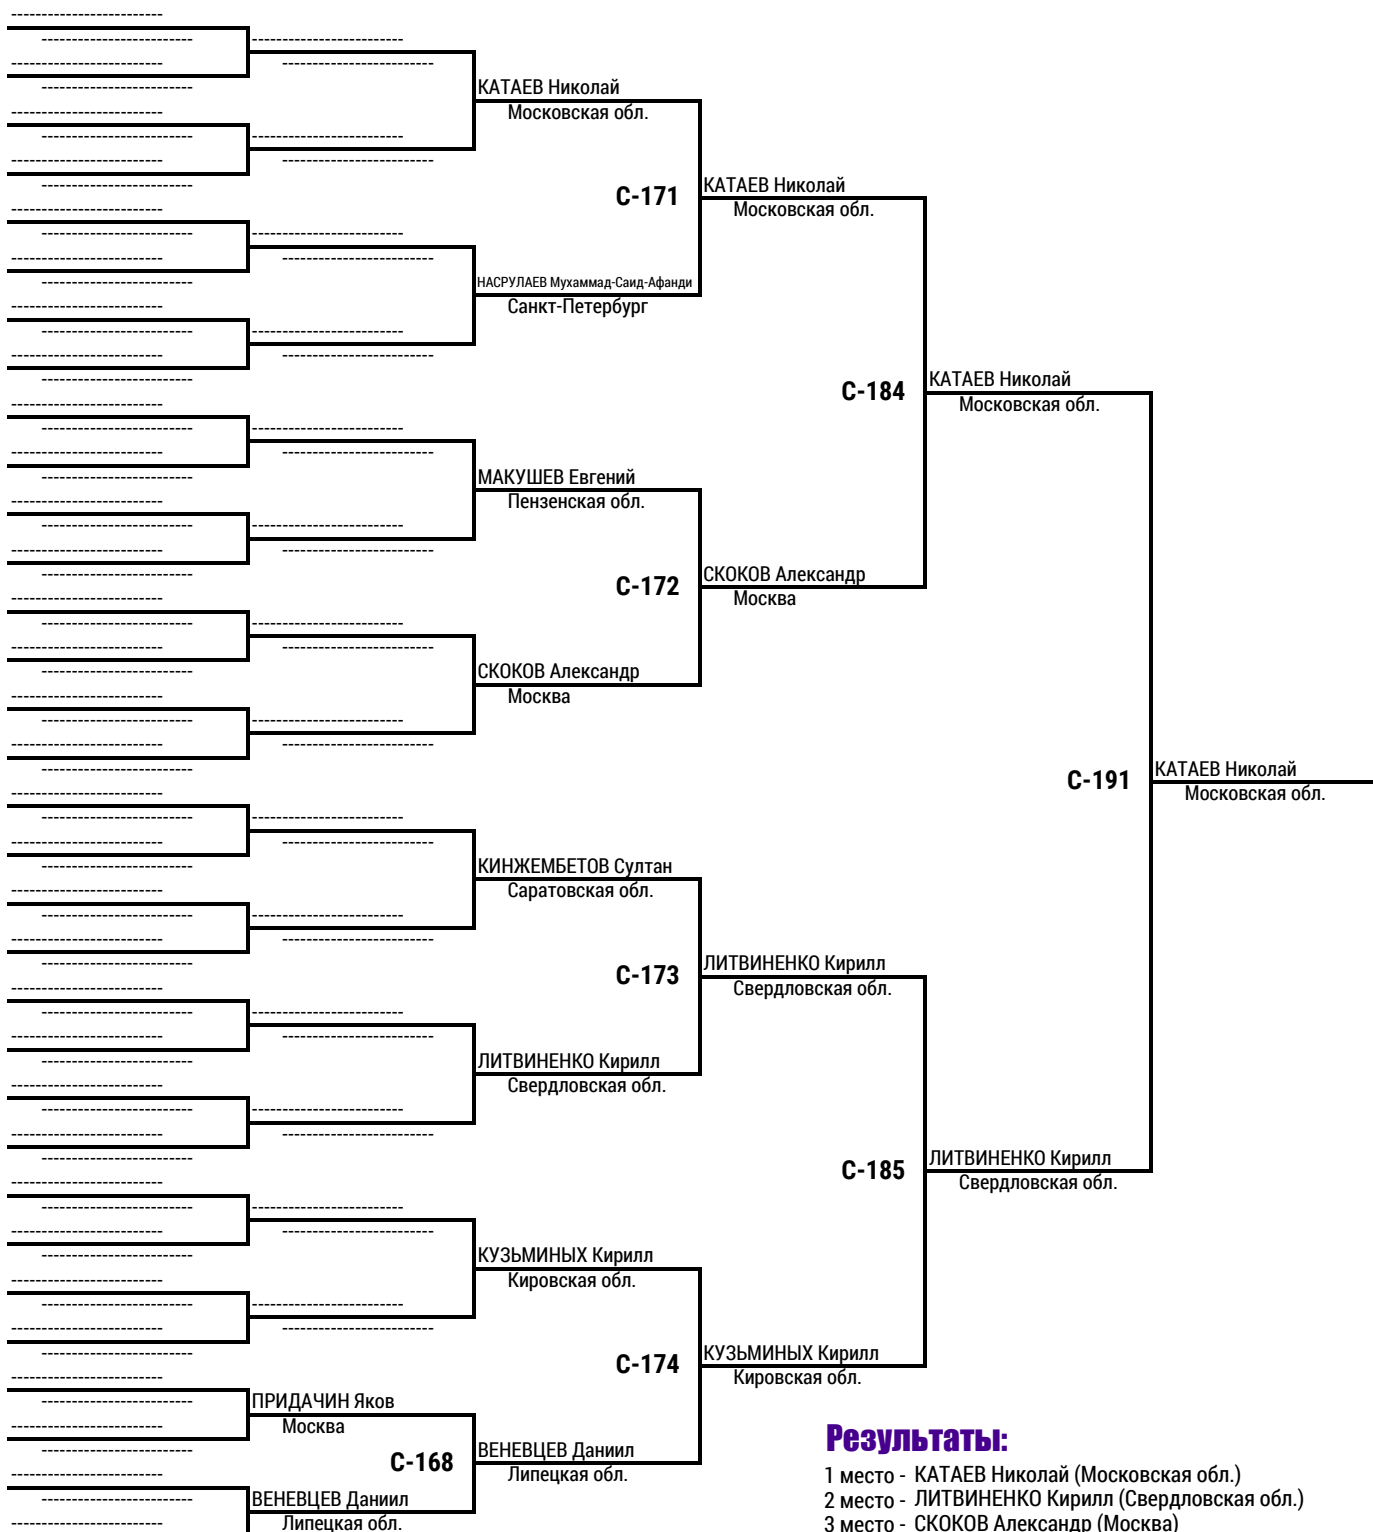 КАТАЕВ Николай
Московская обл.
С-171
КАТАЕВ Николай
Московская обл.
НАСРУЛАЕВ Мухаммад-Саид-Афанди
Санкт-Петербург
С-184
КАТАЕВ Николай
Московская обл.
МАКУШЕВ Евгений
Пензенская обл.
С-172
СКОКОВ Александр
Москва
СКОКОВ Александр
Москва
С-191
КАТАЕВ Николай
Московская обл.
КИНЖЕМБЕТОВ Султан
Саратовская обл.
С-173
ЛИТВИНЕНКО Кирилл
Свердловская обл.
ЛИТВИНЕНКО Кирилл
Свердловская обл.
С-185
ЛИТВИНЕНКО Кирилл
Свердловская обл.
КУЗЬМИНЫХ Кирилл
Кировская обл.
С-174
КУЗЬМИНЫХ Кирилл
Кировская обл.
ПРИДАЧИН Яков
Москва
С-168
ВЕНЕВЦЕВ Даниил
Липецкая обл.
ВЕНЕВЦЕВ Даниил
Липецкая обл.
Результаты:
1 место - КАТАЕВ Николай (Московская обл.)
2 место - ЛИТВИНЕНКО Кирилл (Свердловская обл.)
3 место - СКОКОВ Александр (Москва)